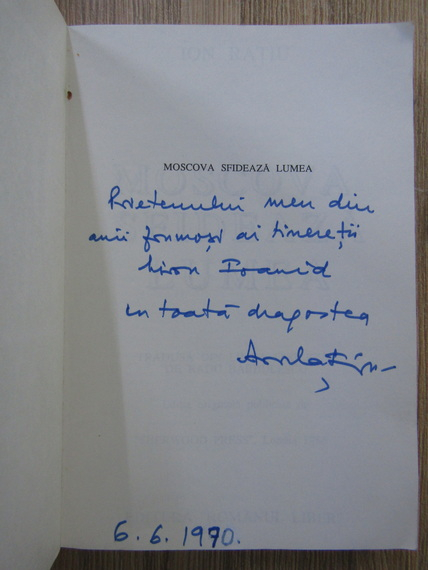 ION RAȚIU
MOSCOVA SFIDEAZĂ LUMEA
Prietenului meu din
anii frumoși ai tinereții
Ioanid
cu toată dragostea
6.6.1990.